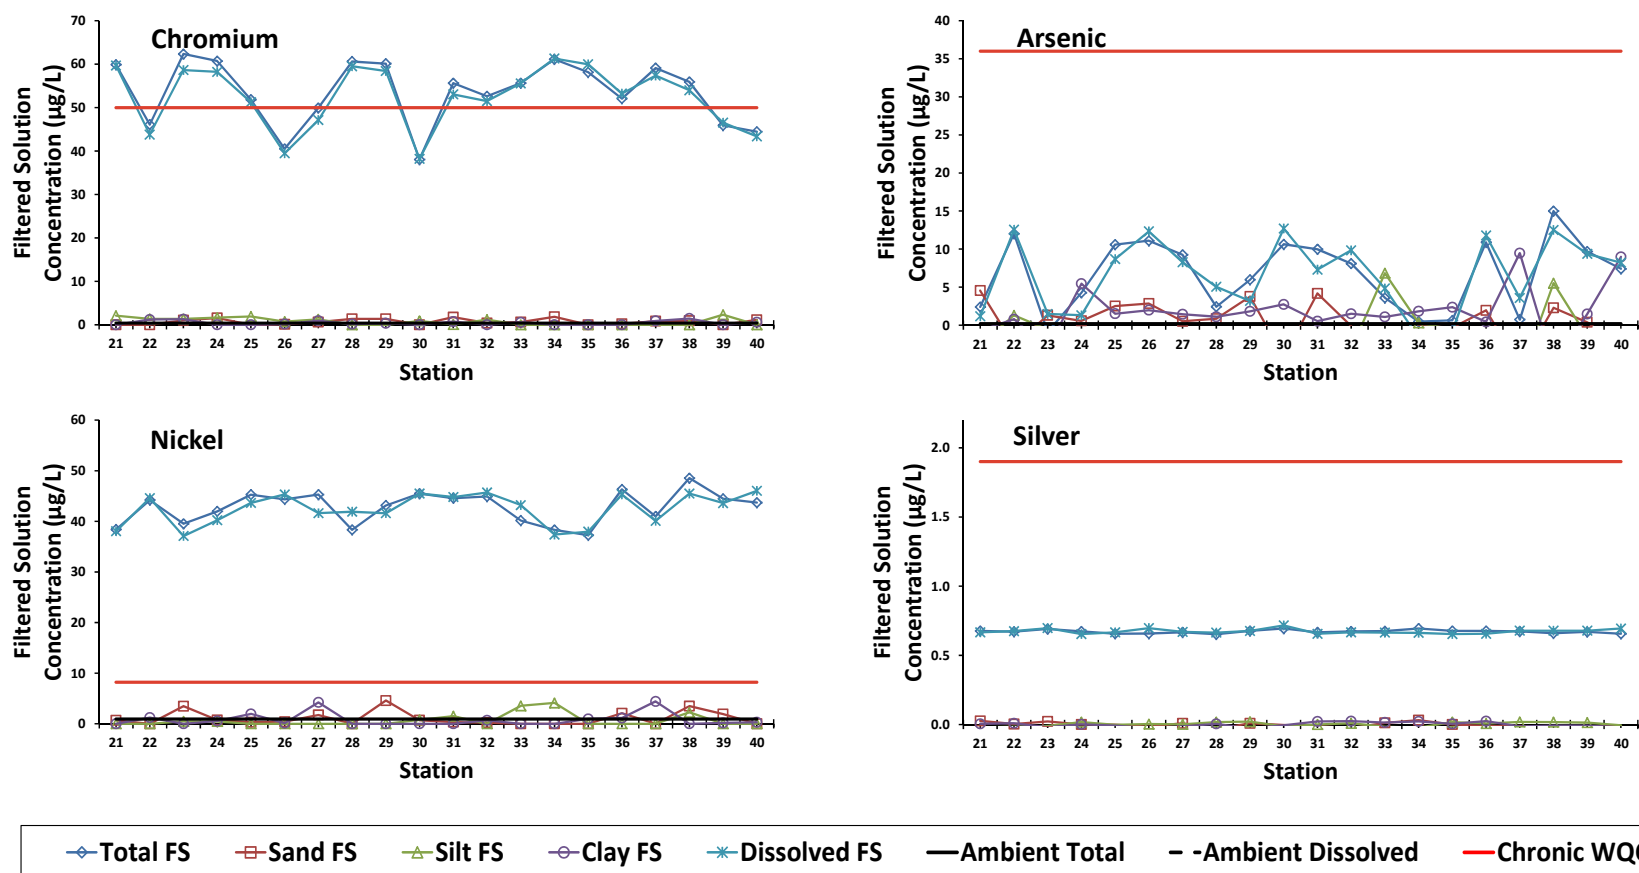 Chromium
Filtered Solution
Concentration (µg/L)
70
60
50
40
30
20
10
0
21 22 23 24 25 26 27 28 29 30 31 32 33 34 35 36 37 38 39 40
Station
Arsenic
Filtered Solution
Concentration (µg/L)
40
35
30
25
20
15
10
5
0
21 22 23 24 25 26 27 28 29 30 31 32 33 34 35 36 37 38 39 40
Station
Nickel
Filtered Solution
Concentration (µg/L)
60
50
40
30
20
10
0
21 22 23 24 25 26 27 28 29 30 31 32 33 34 35 36 37 38 39 40
Station
Silver
Filtered Solution
Concentration (µg/L)
2.0
1.5
1.0
0.5
0.0
21 22 23 24 25 26 27 28 29 30 31 32 33 34 35 36 37 38 39 40
Station
Total FS Sand FS Silt FS Clay FS Dissolved FS Ambient Total Ambient Dissolved Chronic